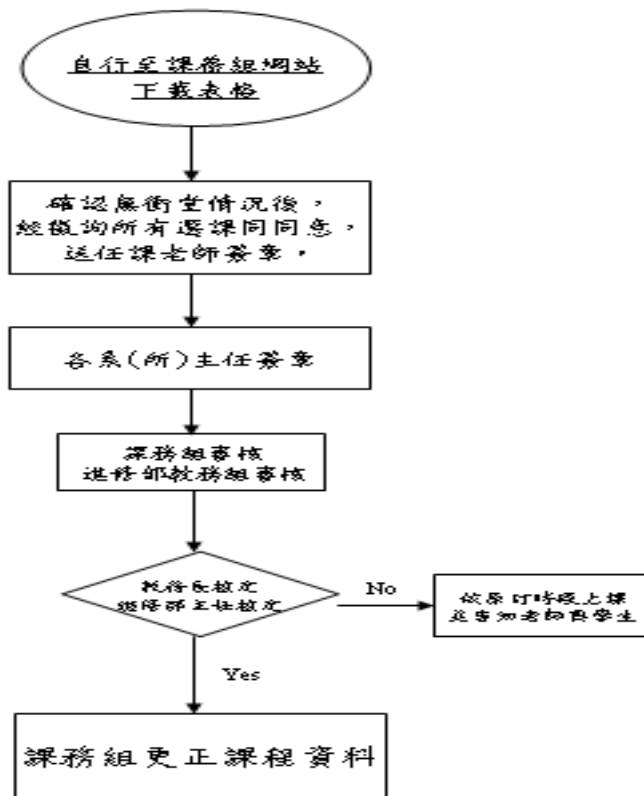 自行至課務組網站
下載表格
確認無衝堂情況後，
經徵詢所有選課同同意，
送任課老師簽章。
各系(所)主任簽章
課務組審核
進修部教務組審核
教務長核定
進修部主任核定
No
依原訂時段上課
並告知老師與學生
Yes
課務組更正課程資料